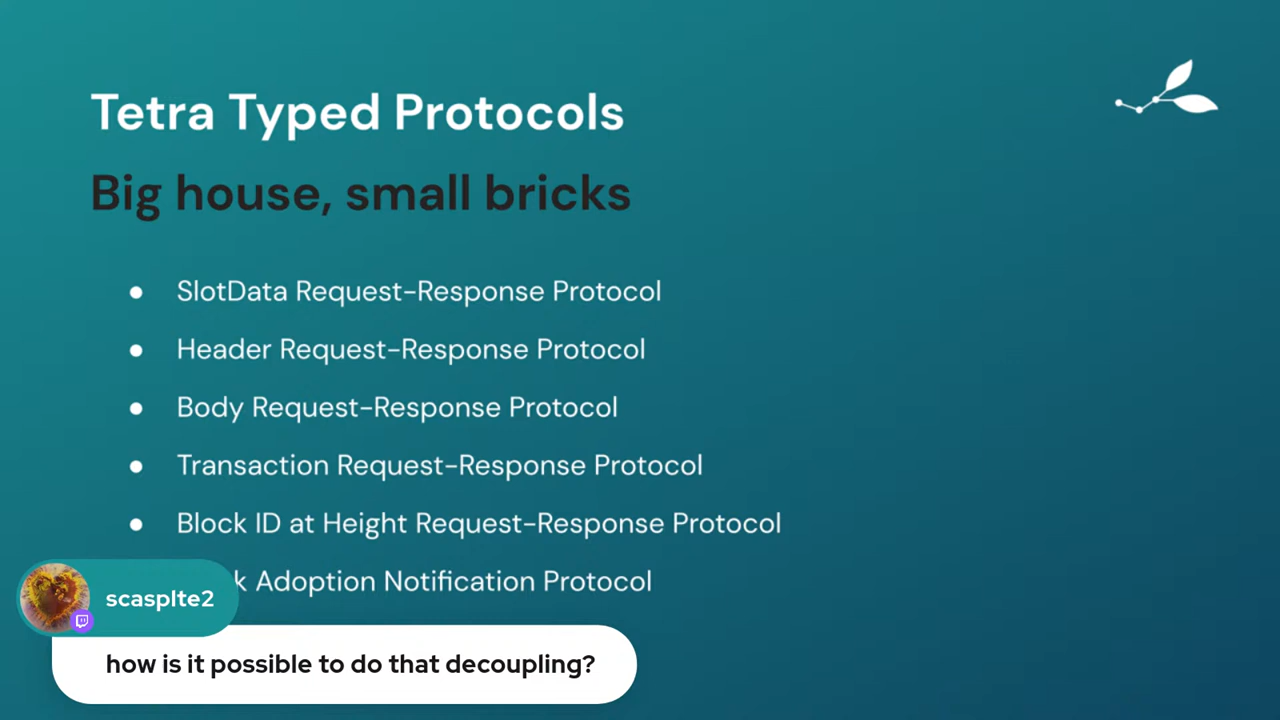 Tetra Typed Protocols
Big house, small bricks
● SlotData Request-Response Protocol
● Header Request-Response Protocol
● Body Request-Response Protocol
● Transaction Request-Response Protocol
● Block ID at Height Request-Response Protocol
k Adoption Notification Protocol
scasplte2
how is it possible to do that decoupling?